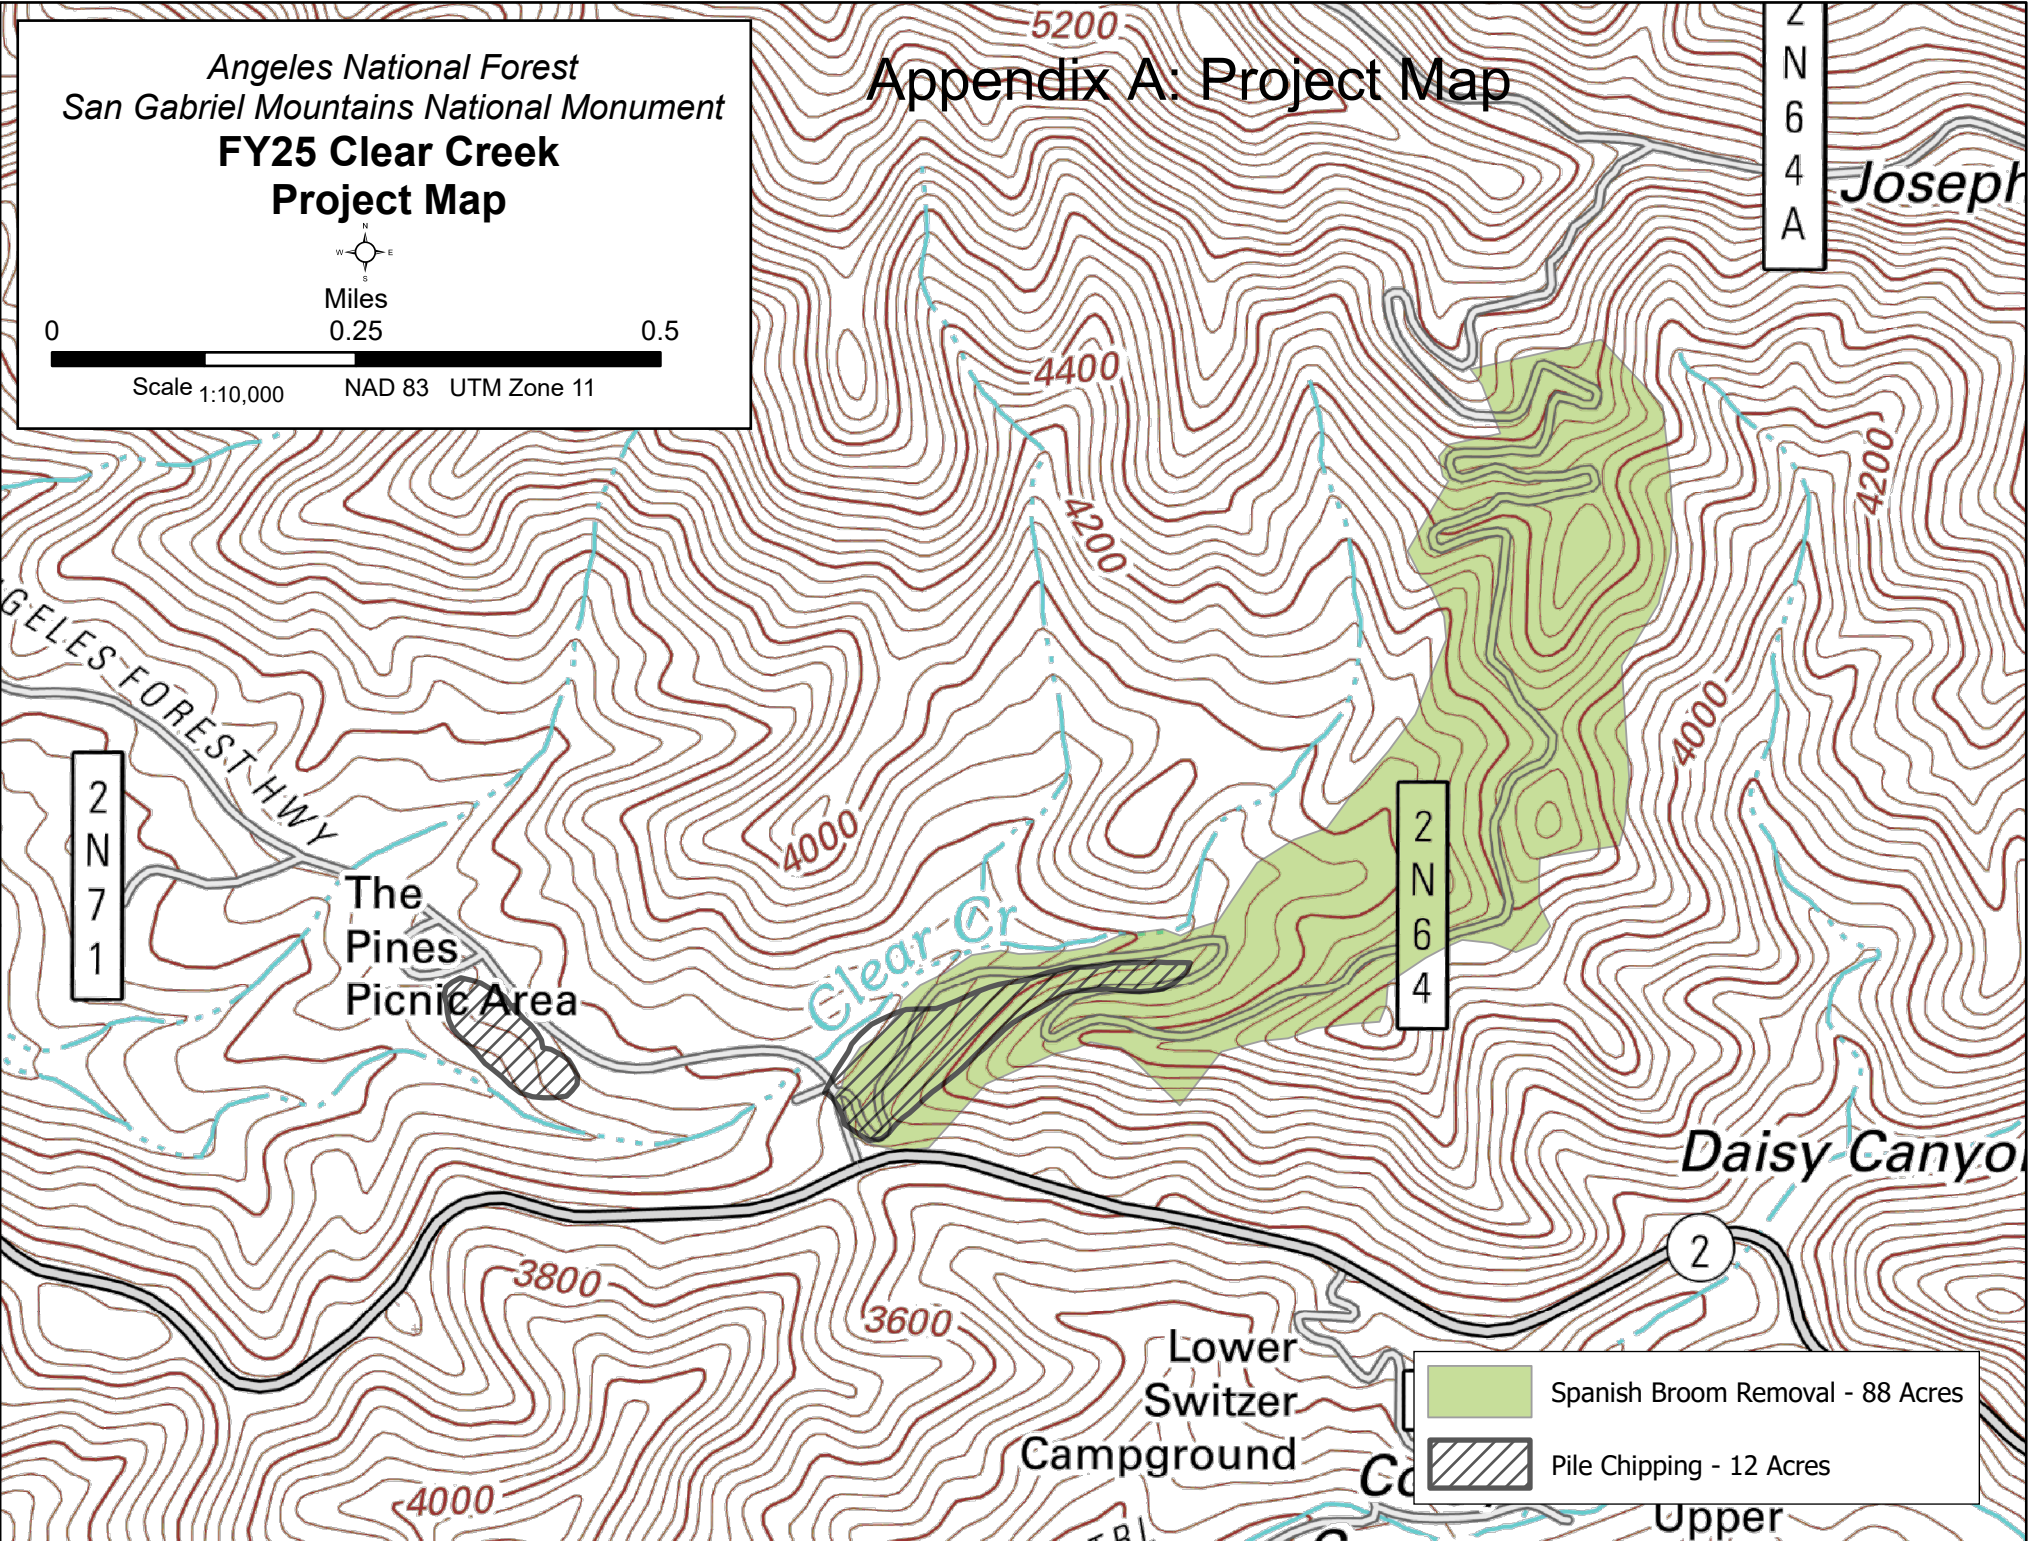 Appendix A: Project Map
Angeles National Forest
San Gabriel Mountains National Monument
FY25 Clear Creek
Project Map
N
W E
S
Miles
0 0.25 0.5
Scale 1:10,000 NAD 83 UTM Zone 11
5200
2N64A
Joseph
4400
4200
4200
GELES FOREST HWY
4000
2N71
4000
2N64
The
Pines
Picnic Area
Clear Cr
Daisy Canyo
2
3800
3600
Lower
Switzer
Campground
4000
Spanish Broom Removal - 88 Acres
Pile Chipping - 12 Acres
Upper